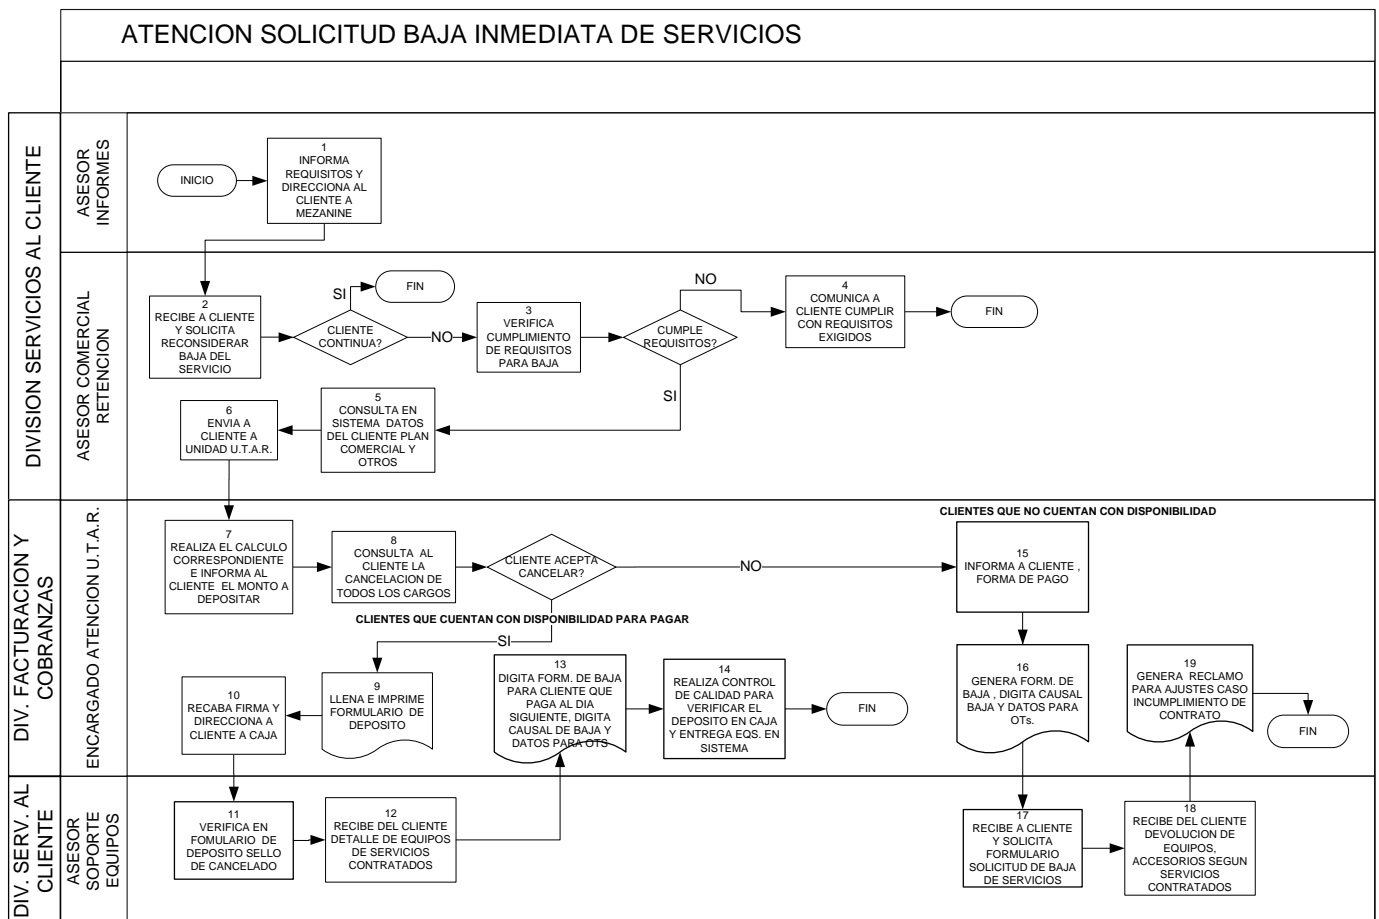 ATENCION SOLICITUD BAJA INMEDIATA DE SERVICIOS
DIVISION SERVICIOS AL CLIENTE
ASESOR
INFORMES
INICIO
1
INFORMA
REQUISITOS Y
DIRECCIONA AL
CLIENTE A
MEZANINE
ASESOR COMERCIAL
RETENCION
2
RECIBE A CLIENTE
Y SOLICITA
RECONSIDERAR
BAJA DEL
SERVICIO
CLIENTE
CONTINUA?
SI
FIN
NO
3
VERIFICA
CUMPLIMIENTO
DE REQUISITOS
PARA BAJA
CUMPLE
REQUISITOS?
NO
4
COMUNICA A
CLIENTE CUMPLIR
CON REQUISITOS
EXIGIDOS
FIN
SI
5
CONSULTA EN
SISTEMA DATOS
DEL CLIENTE PLAN
COMERCIAL Y
OTROS
6
ENVIA A
CLIENTE A
UNIDAD U.T.A.R.
DIV. FACTURACION Y
COBRANZAS
ENCARGADO ATENCION U.T.A.R.
7
REALIZA EL CALCULO
CORRESPONDIENTE
E INFORMA AL
CLIENTE EL MONTO A
DEPOSITAR
8
CONSULTA AL
CLIENTE LA
CANCELACION DE
TODOS LOS CARGOS
CLIENTE ACEPTA
CANCELAR?
NO
CLIENTES QUE NO CUENTAN CON DISPONIBILIDAD
15
INFORMA A CLIENTE ,
FORMA DE PAGO
CLIENTES QUE CUENTAN CON DISPONIBILIDAD PARA PAGAR
SI
9
LLENA E IMPRIME
FORMULARIO DE
DEPOSITO
10
RECABA FIRMA Y
DIRECCIONA A
CLIENTE A CAJA
13
DIGITA FORM. DE BAJA
PARA CLIENTE QUE
PAGA AL DIA
SIGUIENTE, DIGITA
CAUSAL DE BAJA Y
DATOS PARA OTS
14
REALIZA CONTROL
DE CALIDAD PARA
VERIFICAR EL
DEPOSITO EN CAJA
Y ENTREGA EQS. EN
SISTEMA
FIN
16
GENERA FORM. DE
BAJA , DIGITA CAUSAL
BAJA Y DATOS PARA
OTs.
19
GENERA RECLAMO
PARA AJUSTES CASO
INCUMPLIMIENTO DE
CONTRATO
FIN
DIV. SERV. AL
CLIENTE
ASESOR
SOPORTE
EQUIPOS
11
VERIFICA EN
FOMULARIO DE
DEPOSITO SELLO
DE CANCELADO
12
RECIBE DEL CLIENTE
DETALLE DE EQUIPOS
DE SERVICIOS
CONTRATADOS
17
RECIBE A CLIENTE
Y SOLICITA
FORMULARIO
SOLICITUD DE BAJA
DE SERVICIOS
18
RECIBE DEL CLIENTE
DEVOLUCION DE
EQUIPOS,
ACCESORIOS SEGUN
SERVICIOS
CONTRATADOS